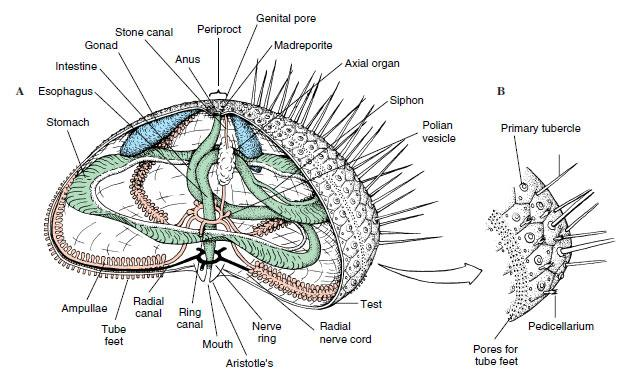 Genital pore
Periproct
Stone canal
Gonad
Madreporite
Anus
Axial organ
Intestine
A
Esophagus
Siphon
B
Stomach
Polian
vesicle
Primary tubercle
Ampullae
Radial
canal
Ring
canal
Test
Tube
feet
Nerve
ring
Radial
nerve cord
Pedicellarium
Mouth
Pores for
tube feet
Aristotle's